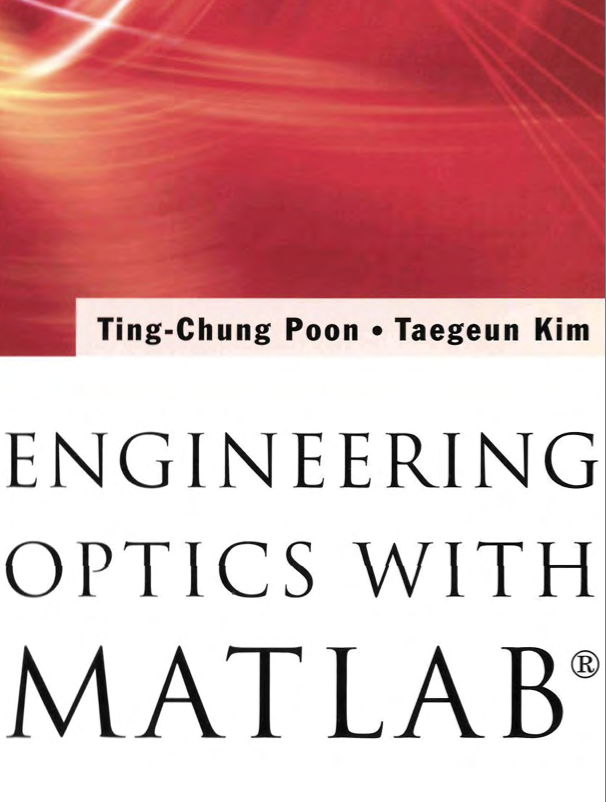 Ting-Chung Poon • Taegeun Kim
ENGINEERING
OPTICS WITH
MATLAB®